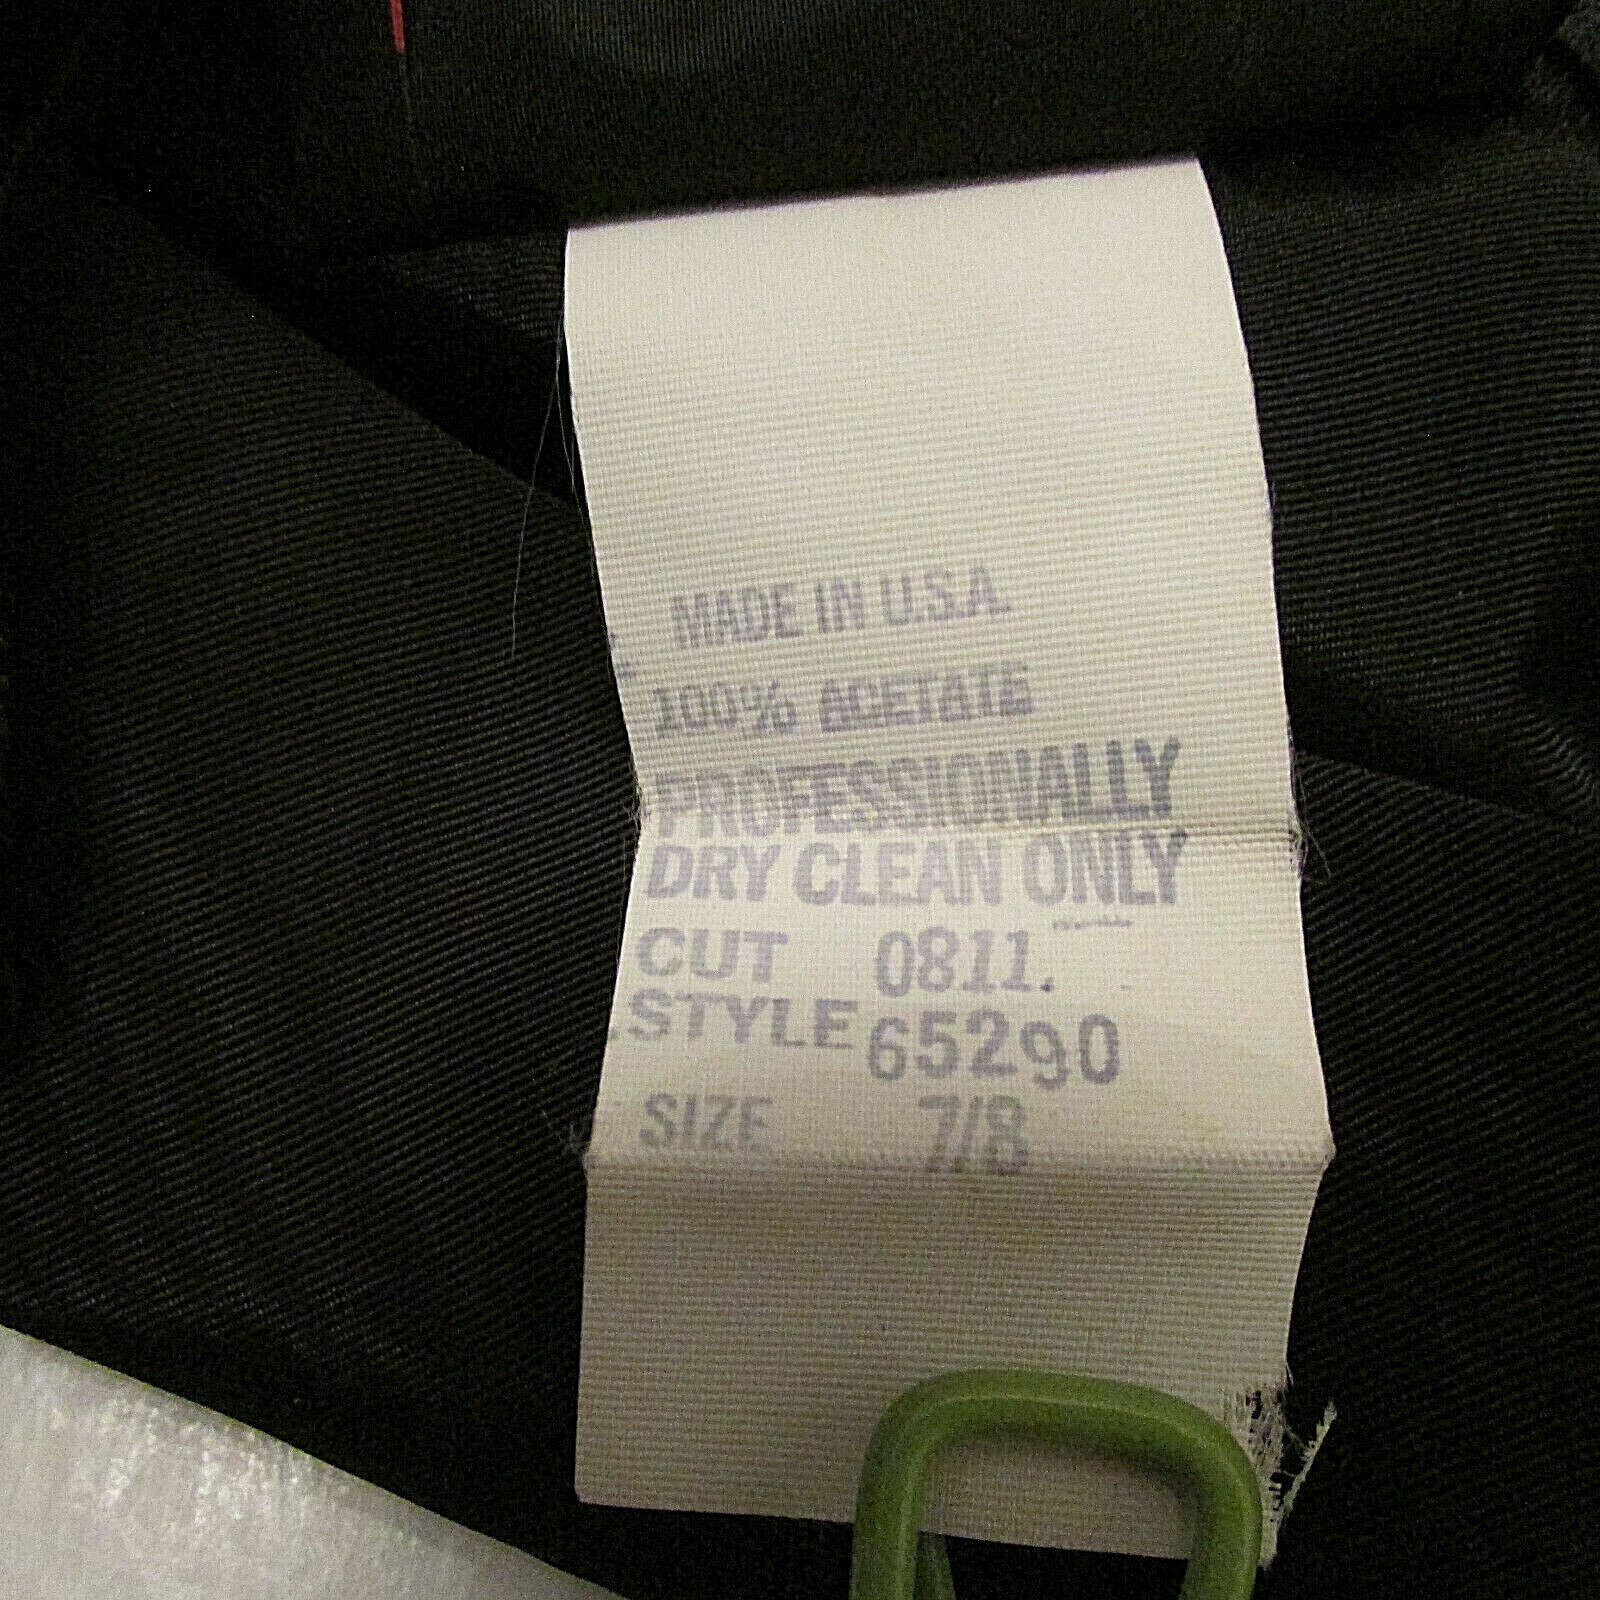 MADE IN U.S.A.
100% ACETATE
PROFESSIONALLY
DRY CLEAN ONLY
CUT 0811.
STYLE 65290
SIZE 7/8